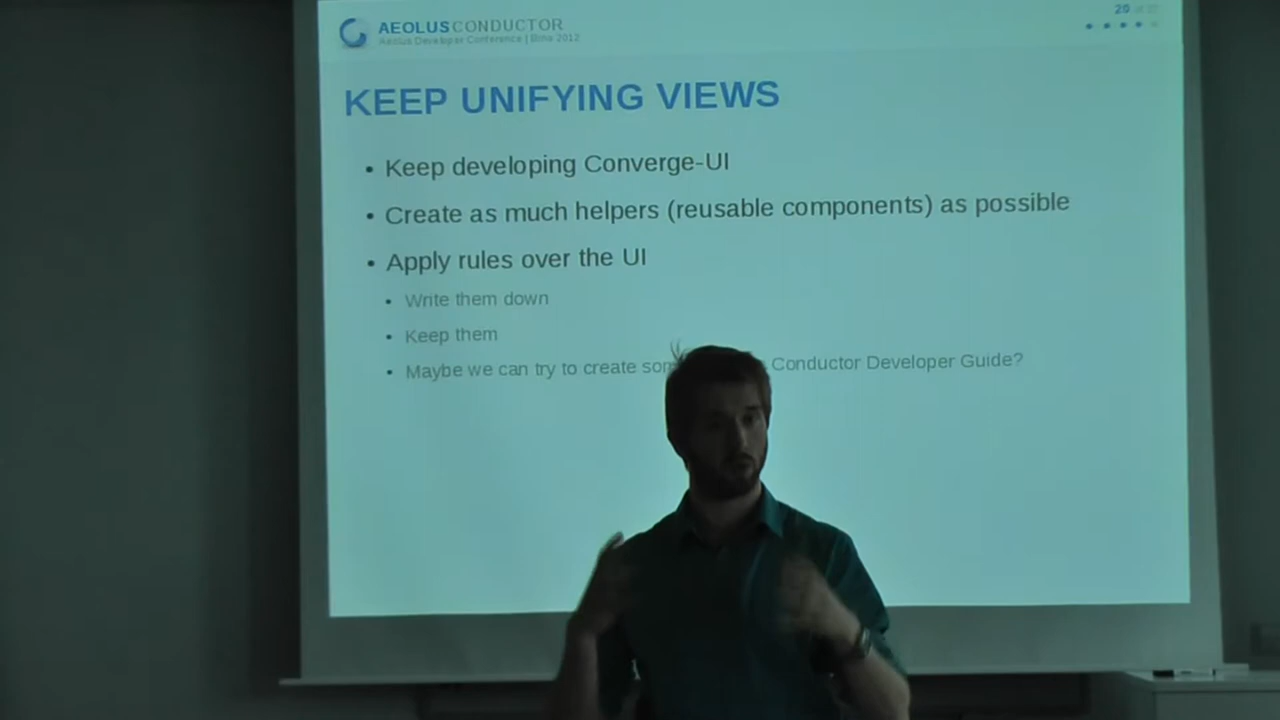 AEOLUS CONDUCTOR
Aeolus Developer Conference | Brno 2012
20
KEEP UNIFYING VIEWS
• Keep developing Converge-UI
• Create as much helpers (reusable components) as possible
• Apply rules over the UI
• Write them down
• Keep them
• Maybe we can try to create Conductor Developer Guide?